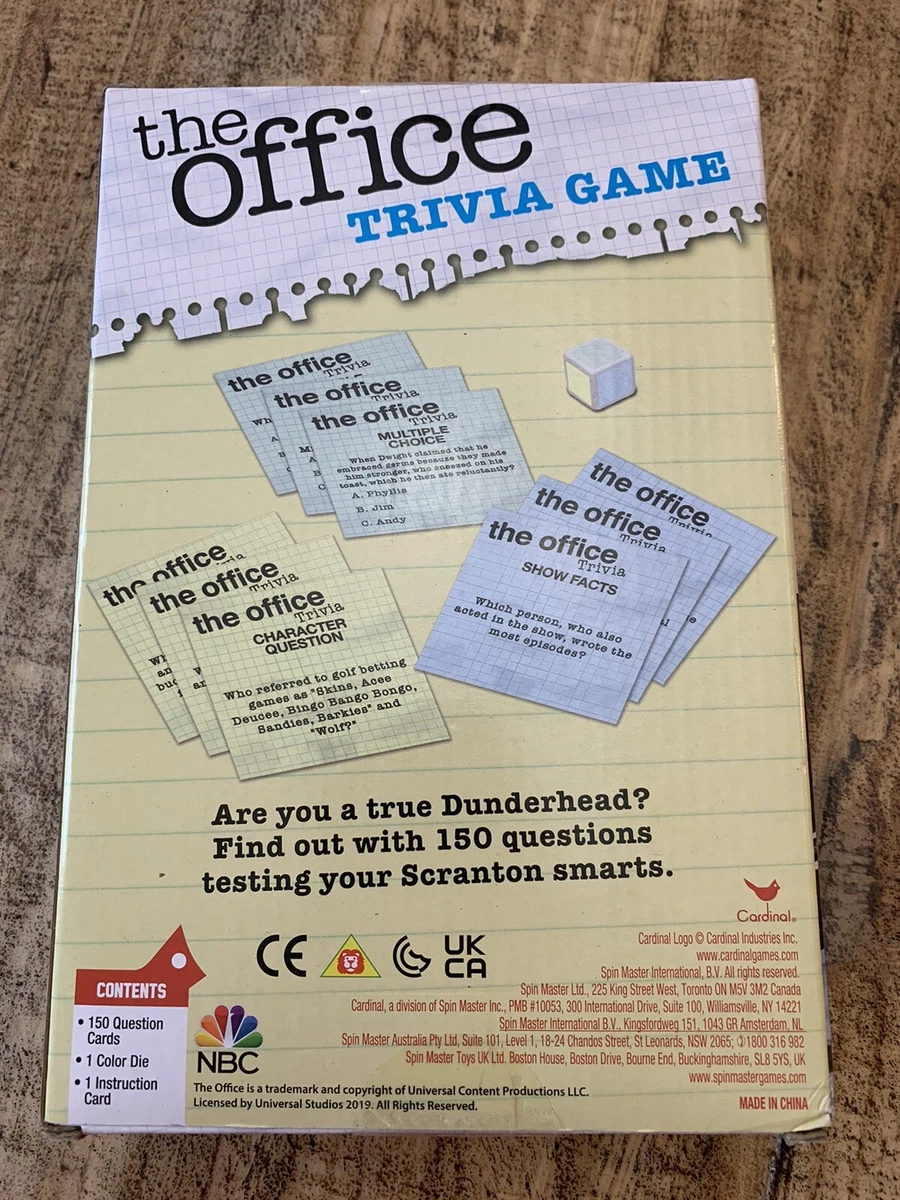 the office
TRIVIA GAME
the office
Trivia
the office
Trivia
the office
Trivia
MULTIPLE
CHOICE
When Dwight claimed that he
embraced germs because they made
him stronger, who sneezed on his
toast, which he then ate reluctantly?
A. Phyllis
B. Jim
C. Andy
the office
Trivia
the office
Trivia
the office
Trivia
SHOW FACTS
Which person, who also
acted in the show, wrote the
most episodes?
the office
the office
Trivia
the office
Trivia
CHARACTER
QUESTION
Who referred to golf betting
games as "Skins, Acee
Deucee, Bingo Bango Bongo,
Sandies, Barkies" and
"Wolf?"
Are you a true Dunderhead?
Find out with 150 questions
testing your Scranton smarts.
Cardinal®
CE
UK
CA
CONTENTS
• 150 Question
Cards
• 1 Color Die
• 1 Instruction
Card
NBC
Cardinal Logo © Cardinal Industries Inc.
www.cardinalgames.com
Spin Master International, B.V. All rights reserved.
Spin Master Ltd., 225 King Street West, Toronto ON M5V 3M2 Canada
Cardinal, a division of Spin Master Inc., PMB #10053, 300 International Drive, Suite 100, Williamsville, NY 14221
Spin Master International B.V., Kingsfordweg 151, 1043 GR Amsterdam, NL
Spin Master Australia Pty Ltd, Suite 101, Level 1, 18-24 Chandos Street, St Leonards, NSW 2065; 1800 316 982
Spin Master Toys UK Ltd. Boston House, Boston Drive, Bourne End, Buckinghamshire, SL8 5YS, UK
www.spinmastergames.com
The Office is a trademark and copyright of Universal Content Productions LLC.
Licensed by Universal Studios 2019. All Rights Reserved.
MADE IN CHINA